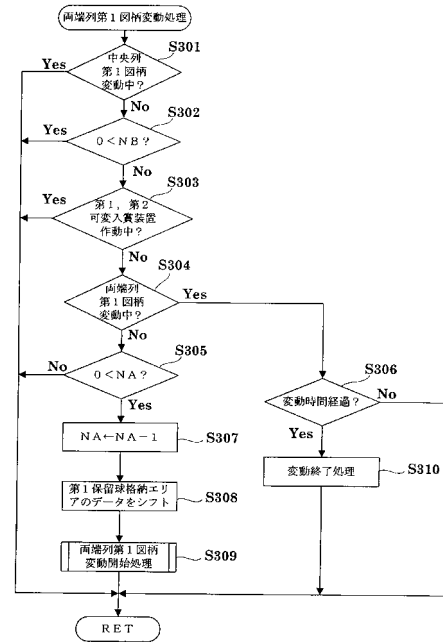 両端列第１図柄変動処理
S301
中央列
第１図柄
変動中？
Yes
No
S302
０＜ＮＢ？
Yes
No
S303
第１，第２
可変入賞装置
作動中？
Yes
No
S304
両端列
第１図柄
変動中？
Yes
No
S305
０＜ＮＡ？
No
Yes
S306
変動時間経過？
No
Yes
ＮＡ←ＮＡ－１
S307
変動終了処理
S310
第１保留球格納エリ
アのデータをシフト
S308
両端列第１図柄
変動開始処理
S309
ＲＥＴ